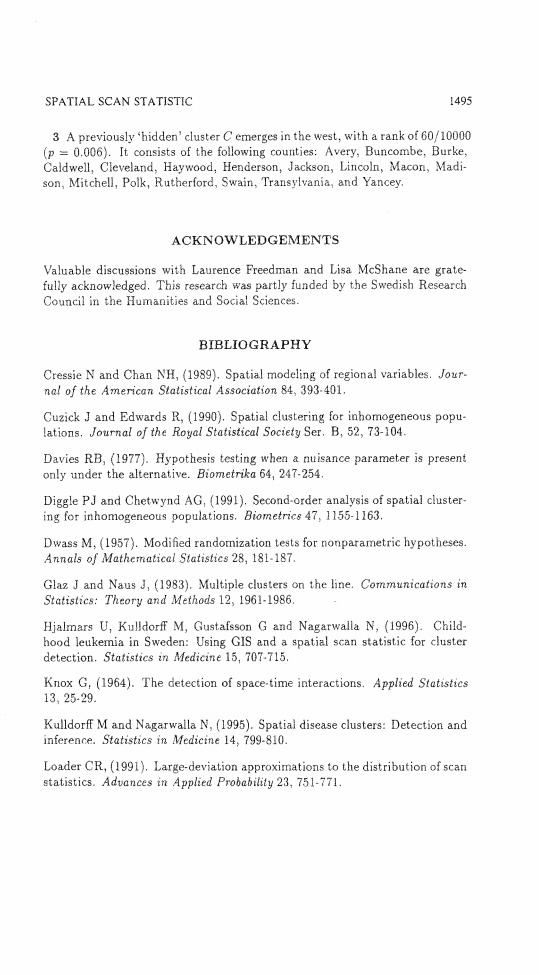 SPATIAL SCAN STATISTIC 1495
3 A previously ‘hidden’ cluster C emerges in the west, with a rank of 60/10000
(p = 0.006). It consists of the following counties: Avery, Buncombe, Burke,
Caldwell, Cleveland, Haywood, Henderson, Jackson, Lincoln, Macon, Madi-
son, Mitchell, Polk, Rutherford, Swain, Transylvania, and Yancey.
ACKNOWLEDGEMENTS
Valuable discussions with Laurence Freedman and Lisa McShane are grate-
fully acknowledged. This research was partly funded by the Swedish Research
Council in the Humanities and Social Sciences.
BIBLIOGRAPHY
Cressie N and Chan NH, (1989). Spatial modeling of regional variables. Jour-
nal of the American Statistical Association 84, 393-401.
Cuzick J and Edwards R, (1990). Spatial clustering for inhomogeneous popu-
lations. Journal of the Royal Statistical Society Ser. B, 52, 73-104.
Davies RB, (1977). Hypothesis testing when a nuisance parameter is present
only under the alternative. Biometrika 64, 247-254.
Diggle PJ and Chetwynd AG, (1991). Second-order analysis of spatial cluster-
ing for inhomogeneous populations. Biometrics 47, 1155-1163.
Dwass M, (1957). Modified randomization tests for nonparametric hypotheses.
Annals of Mathematical Statistics 28, 181-187.
Glaz J and Naus J, (1983). Multiple clusters on the line. Communications in
Statistics: Theory and Methods 12, 1961-1986.
Hjalmars U, Kulldorff M, Gustafsson G and Nagarwalla N, (1996). Child-
hood leukemia in Sweden: Using GIS and a spatial scan statistic for cluster
detection. Statistics in Medicine 15, 707-715.
Knox G, (1964). The detection of space-time interactions. Applied Statistics
13, 25-29.
Kulldorff M and Nagarwalla N, (1995). Spatial disease clusters: Detection and
inference. Statistics in Medicine 14, 799-810.
Loader CR, (1991). Large-deviation approximations to the distribution of scan
statistics. Advances in Applied Probability 23, 751-771.